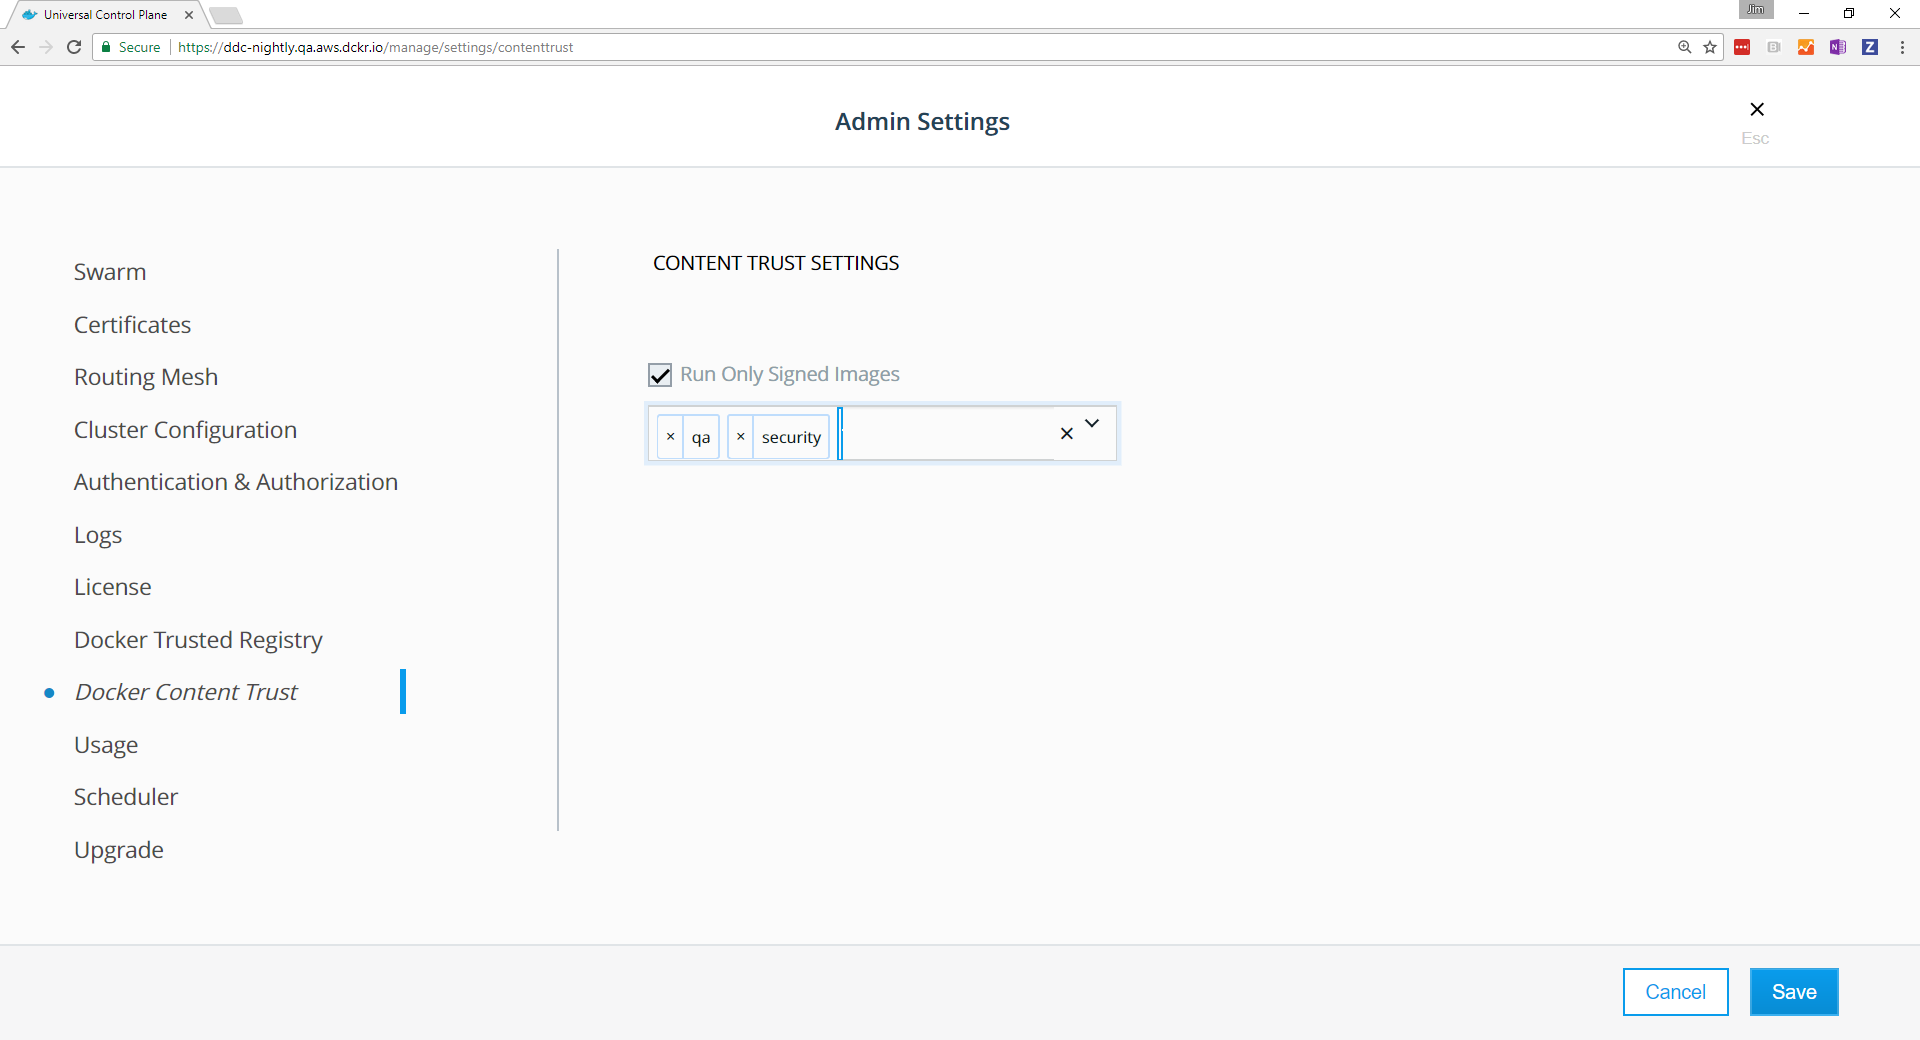 Universal Control Plane
Jim
Secure https://ddc-nightly.qa.aws.dckr.io/manage/settings/contenttrust
Admin Settings
Esc
Swarm
Certificates
Routing Mesh
Cluster Configuration
Authentication & Authorization
Logs
License
Docker Trusted Registry
Docker Content Trust
Usage
Scheduler
Upgrade
CONTENT TRUST SETTINGS
Run Only Signed Images
× qa × security
Cancel Save